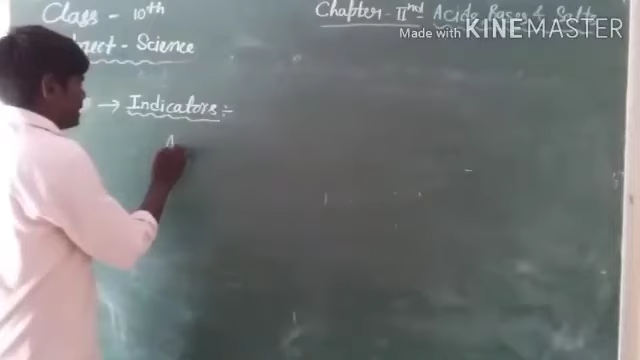 Class - 10th
Chapter - IInd - Acids Bases & Salts
Made with KINEMASTER
- Science
→ Indicators :-
A